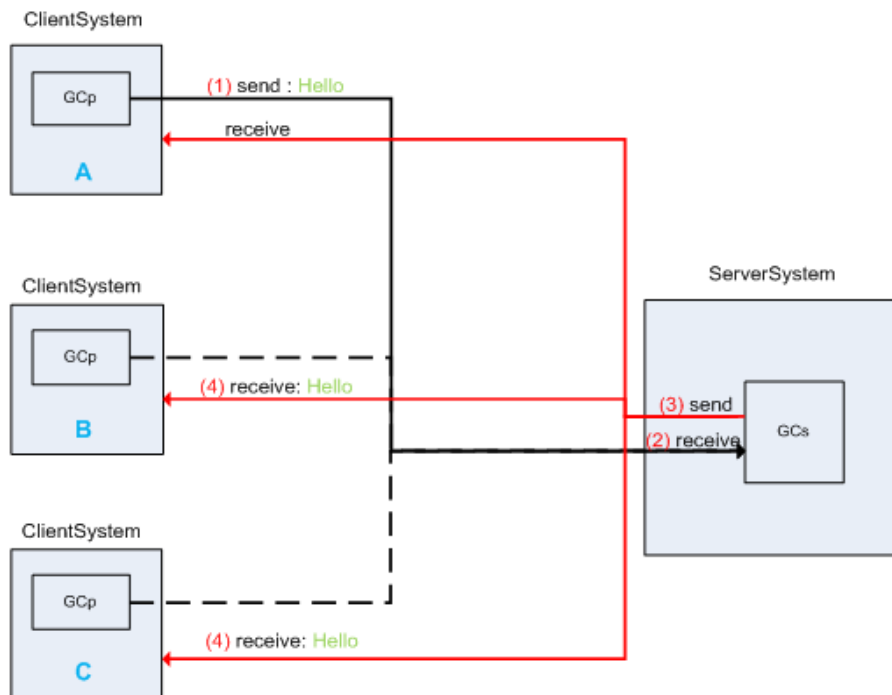 ClientSystem
GCp
(1) send : Hello
receive
A
ClientSystem
GCp
(4) receive: Hello
B
ServerSystem
(3) send
(2) receive
GCs
ClientSystem
GCp
(4) receive: Hello
C